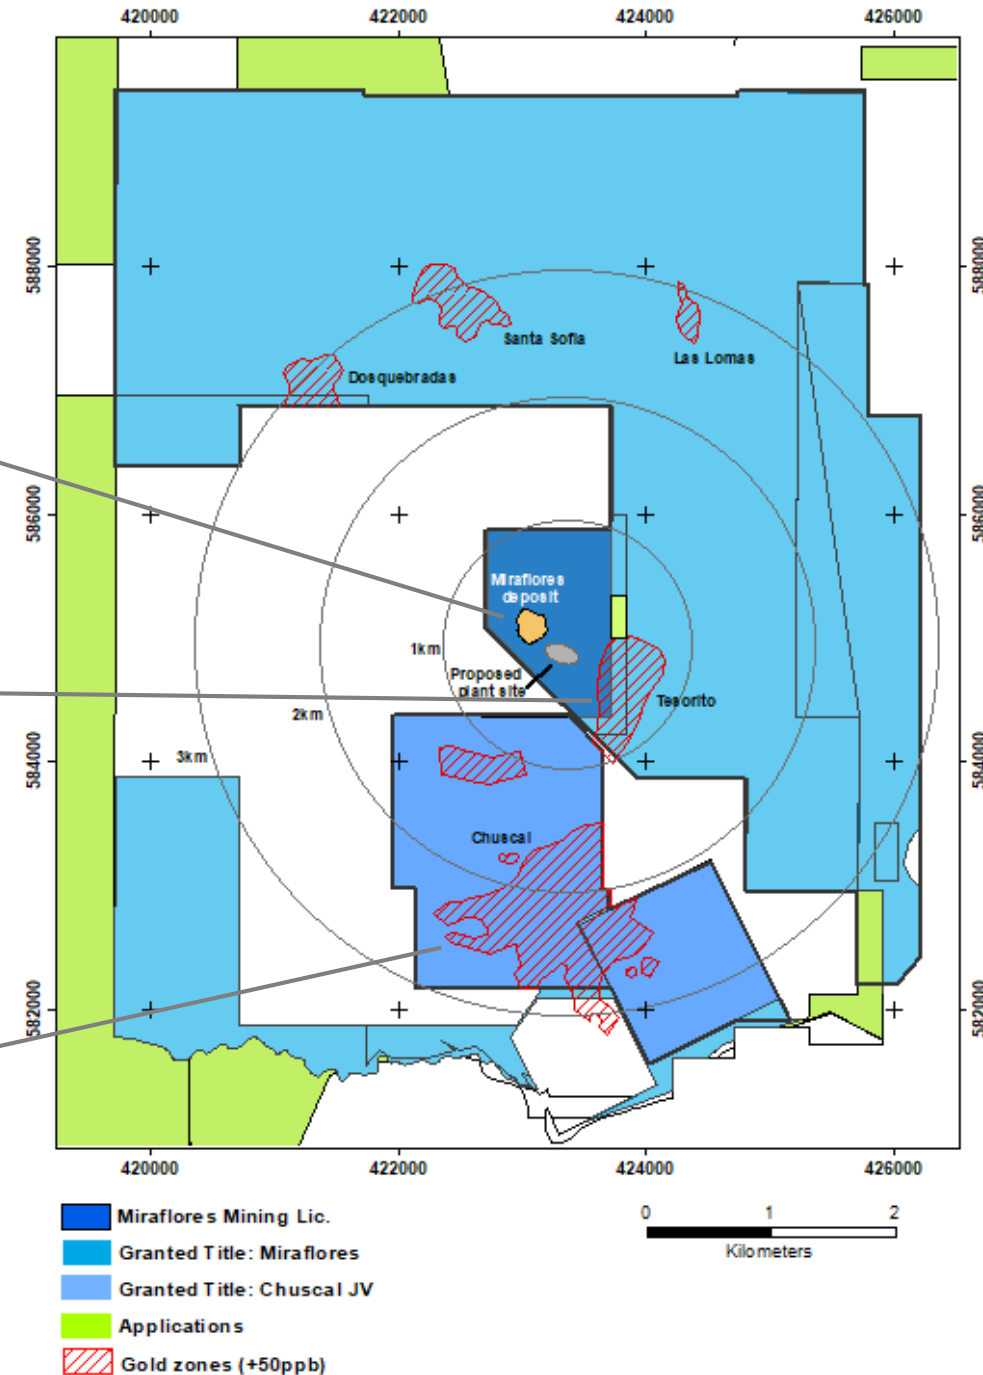 420000 422000 424000 426000
588000 588000
Santa Sofia
Las Lomas
Dosquebradas
586000 586000
Miraflores
deposit
1km
Proposed
plant site
Tesorito
2km
3km
584000 584000
Chuscal
582000 582000
420000 422000 424000 426000
Miraflores Mining Lic.
0 1 2
Kilometers
Granted Title: Miraflores
Granted Title: Chuscal JV
Applications
Gold zones (+50ppb)